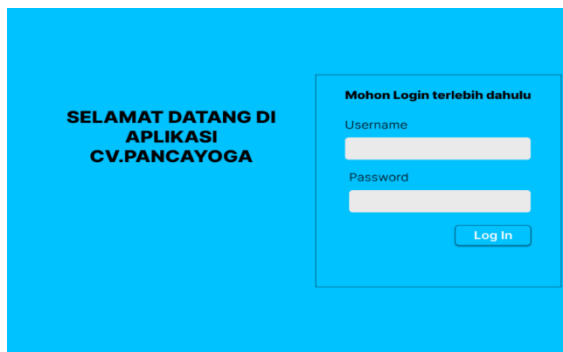 SELAMAT DATANG DI
APLIKASI
CV.PANCAYOGA
Mohon Login terlebih dahulu
Username
Password
Log In